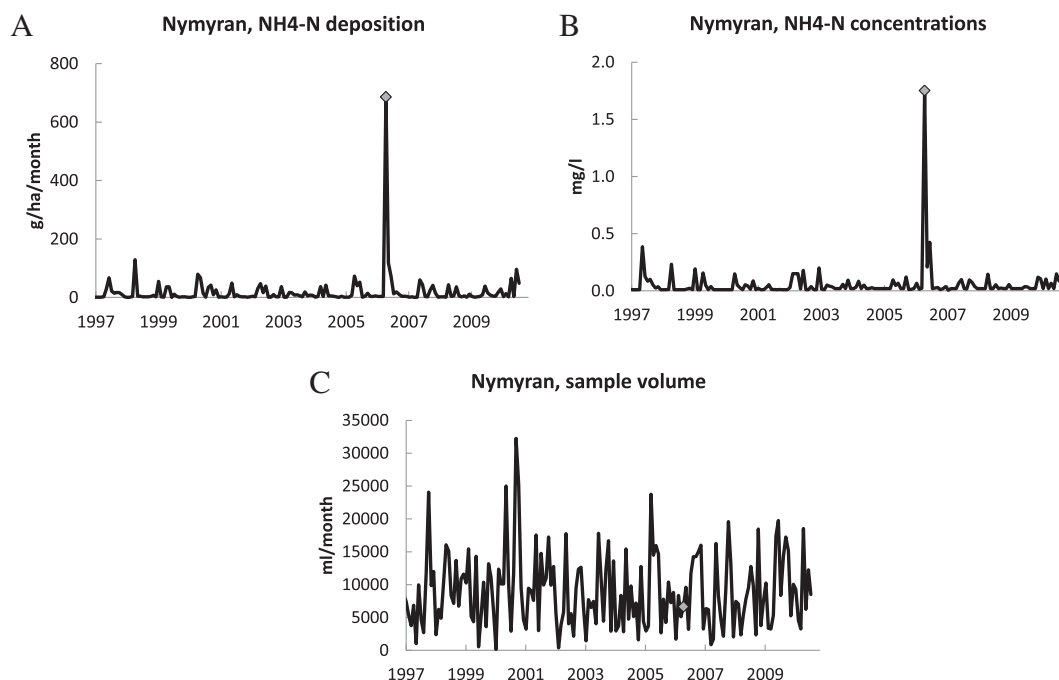 A
Nymyran, NH4-N deposition
g/ha/month
800
600
400
200
0
1997 1999 2001 2003 2005 2007 2009
B
Nymyran, NH4-N concentrations
mg/l
2.0
1.5
1.0
0.5
0.0
1997 1999 2001 2003 2005 2007 2009
C
Nymyran, sample volume
ml/month
35000
30000
25000
20000
15000
10000
5000
0
1997 1999 2001 2003 2005 2007 2009